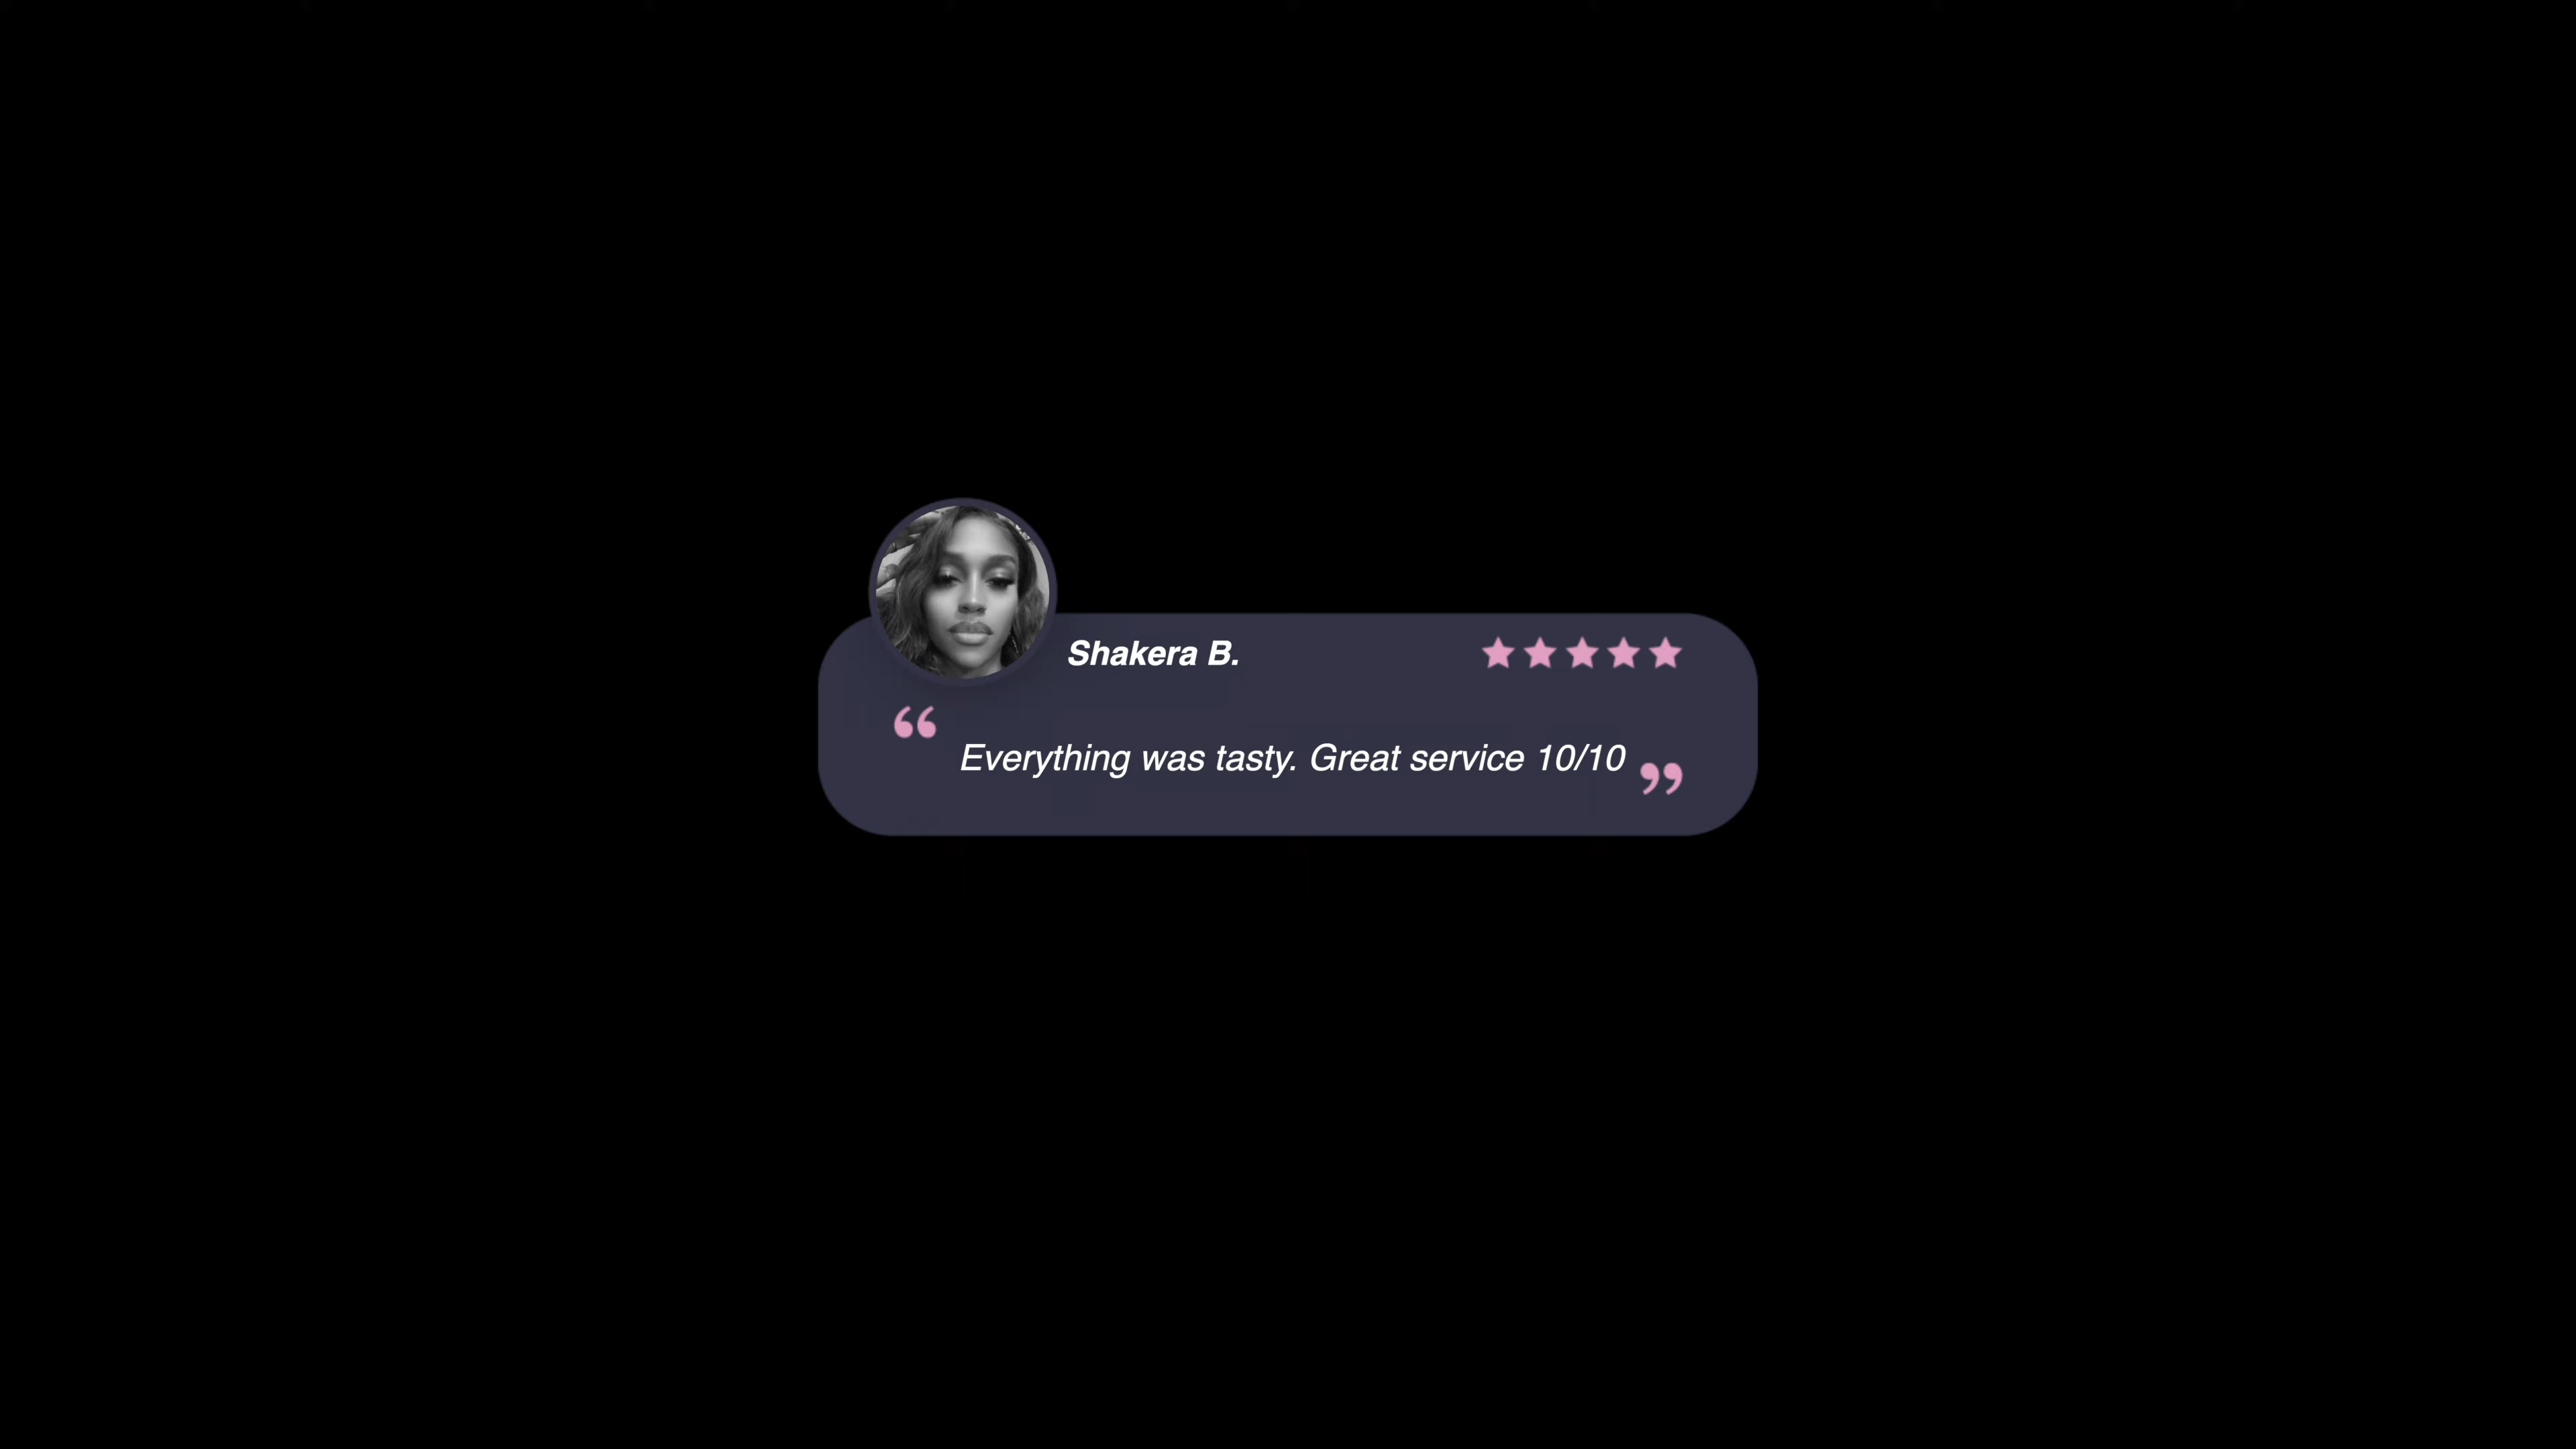 Shakera B.
“
Everything was tasty. Great service 10/10
”